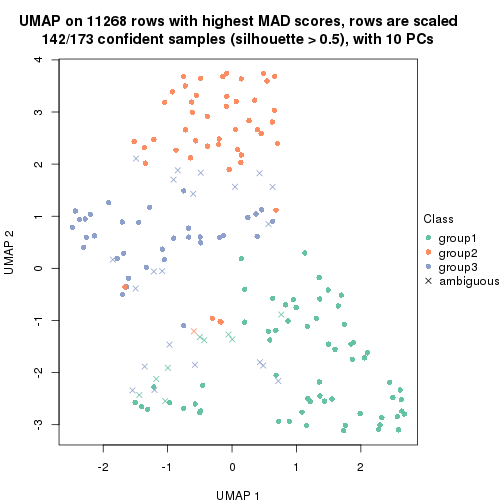 UMAP on 11268 rows with highest MAD scores, rows are scaled
142/173 confident samples (silhouette > 0.5), with 10 PCs
4
3
2
1
0
-1
-2
-3
UMAP 2
-2
-1
0
1
2
UMAP 1
Class
group1
group2
group3
ambiguous